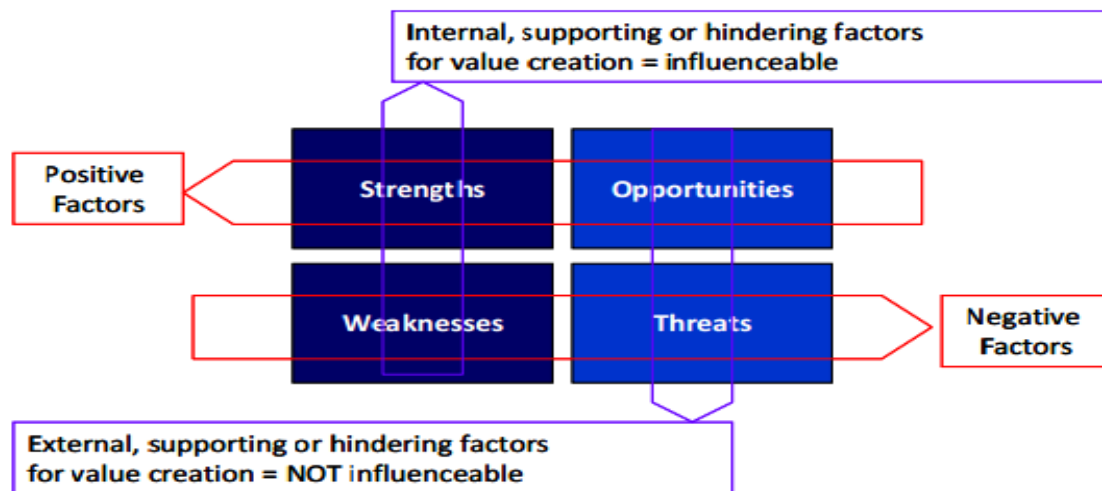 Internal, supporting or hindering factors
for value creation = influenceable
Positive
Factors
Strengths
Opportunities
Weaknesses
Threats
Negative
Factors
External, supporting or hindering factors
for value creation = NOT influenceable